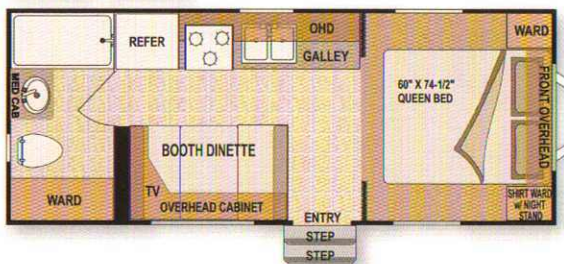 REFER
OHD
GALLEY
WARD
MED CAB
60" X 74-1/2"
QUEEN BED
FRONT OVERHEAD
BOOTH DINETTE
TV
OVERHEAD CABINET
WARD
ENTRY
STEP
STEP
SHIRT WARD
w/ NIGHT
STAND